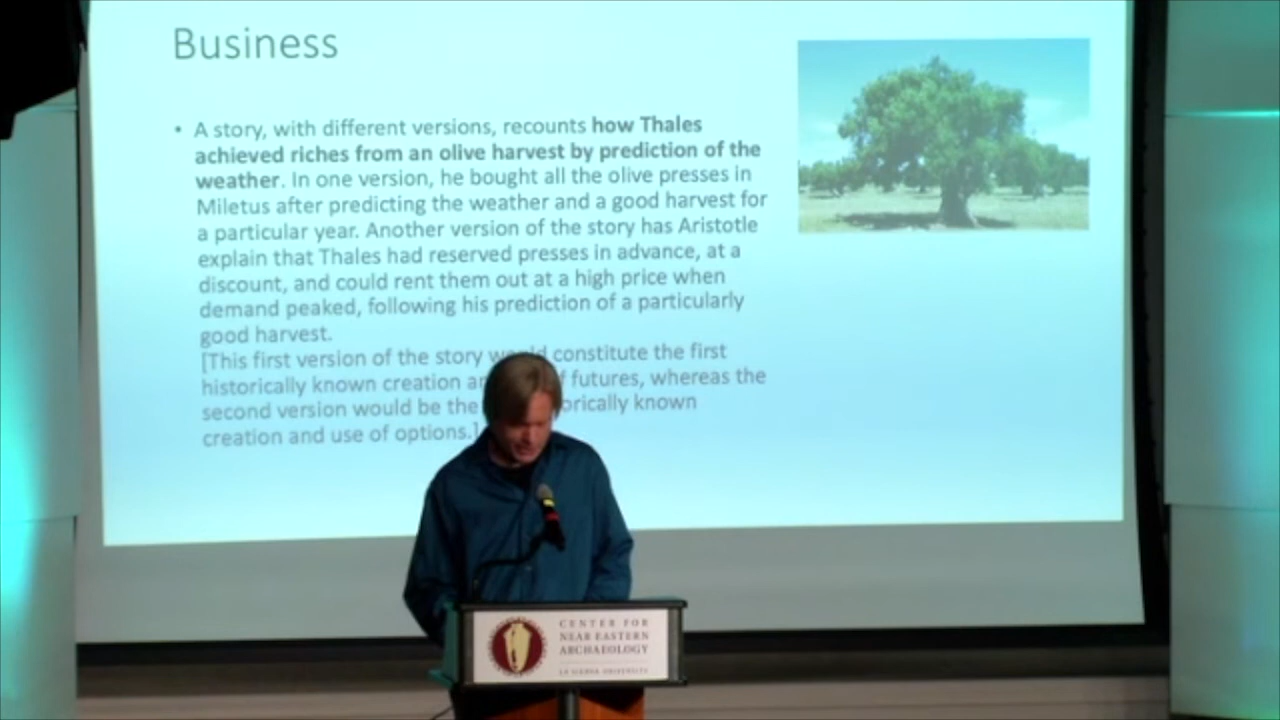 Business
• A story, with different versions, recounts how Thales
achieved riches from an olive harvest by prediction of the
weather. In one version, he bought all the olive presses in
Miletus after predicting the weather and a good harvest for
a particular year. Another version of the story has Aristotle
explain that Thales had reserved presses in advance, at a
discount, and could rent them out at a high price when
demand peaked, following his prediction of a particularly
good harvest.
[This first version of the story would constitute the first
historically known creation futures, whereas the
second version would be the known
creation and use of options.]
CENTER FOR
NEAR EASTERN
ARCHAEOLOGY
LA SIERRA UNIVERSITY